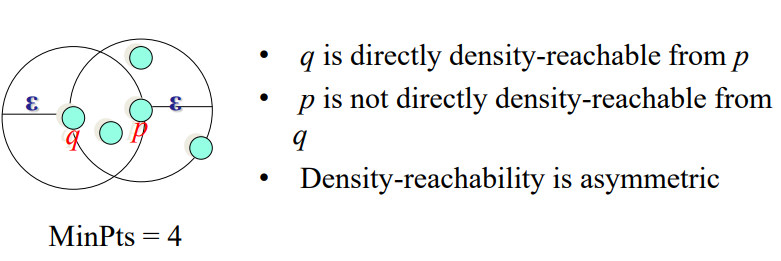 ε
ε
q
p
MinPts = 4
• q is directly density-reachable from p
• p is not directly density-reachable from
q
• Density-reachability is asymmetric